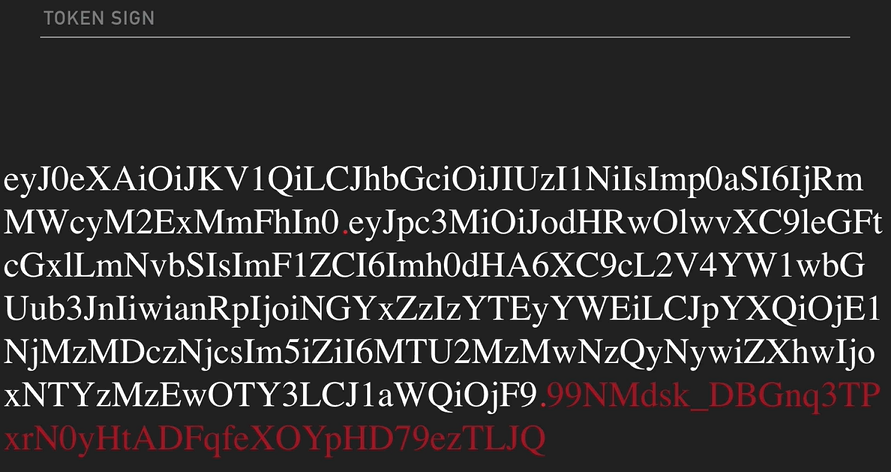 TOKEN SIGN
eyJ0eXAiOiJKV1QiLCJhbGciOiJIUzI1NiIsImp0aSI6IjRm
MWcyM2ExMmFhIn0.eyJpc3MiOiJodHRwOlwvXC9leGFt
cGxlLmNvbSIsImF1ZCI6Imh0dHA6XC9cL2V4YW1wbG
Uub3JnIiwianRpIjoiNGYxZzIzYTEyYWEiLCJpYXQiOjE1
NjMzMDczNjcsIm5iZiI6MTU2MzMwNzQyNywiZXhwIjo
xNTYzMzEwOTY3LCJ1aWQiOjF9.99NMdsk_DBGnq3TP
xrN0yHtADFqfeXOYpHD79ezTLJQ